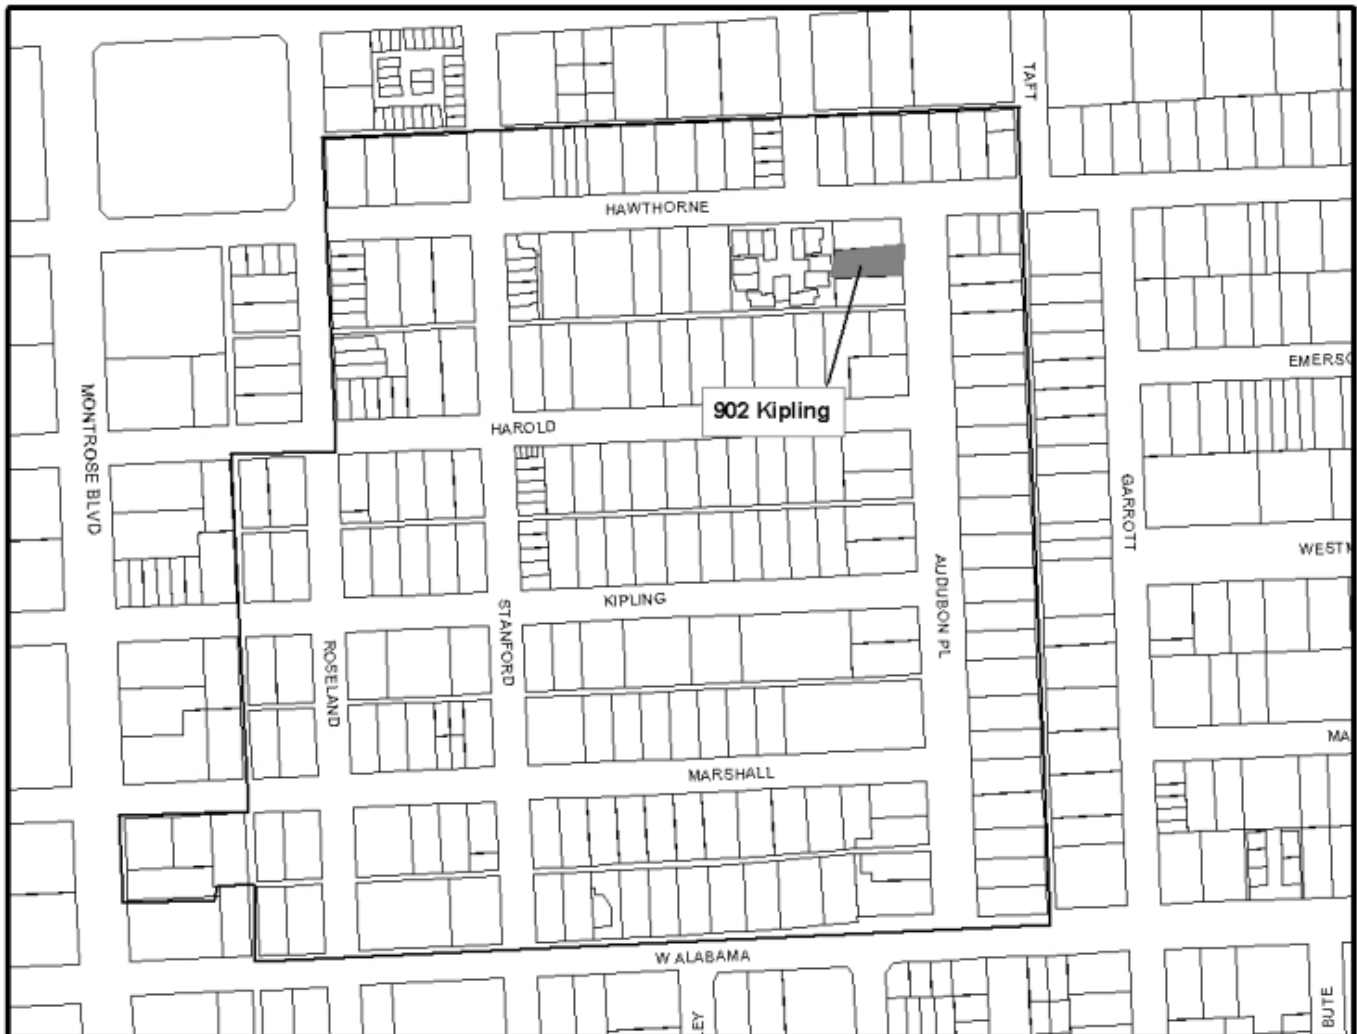 TAFT
HAWTHORNE
EMERSO
902 Kipling
MONTROSE BLVD
HAROLD
GARROTT
WESTM
AUDUBON PL
KIPLING
STANFORD
ROSELAND
MA
MARSHALL
W ALABAMA
EY
BUTE